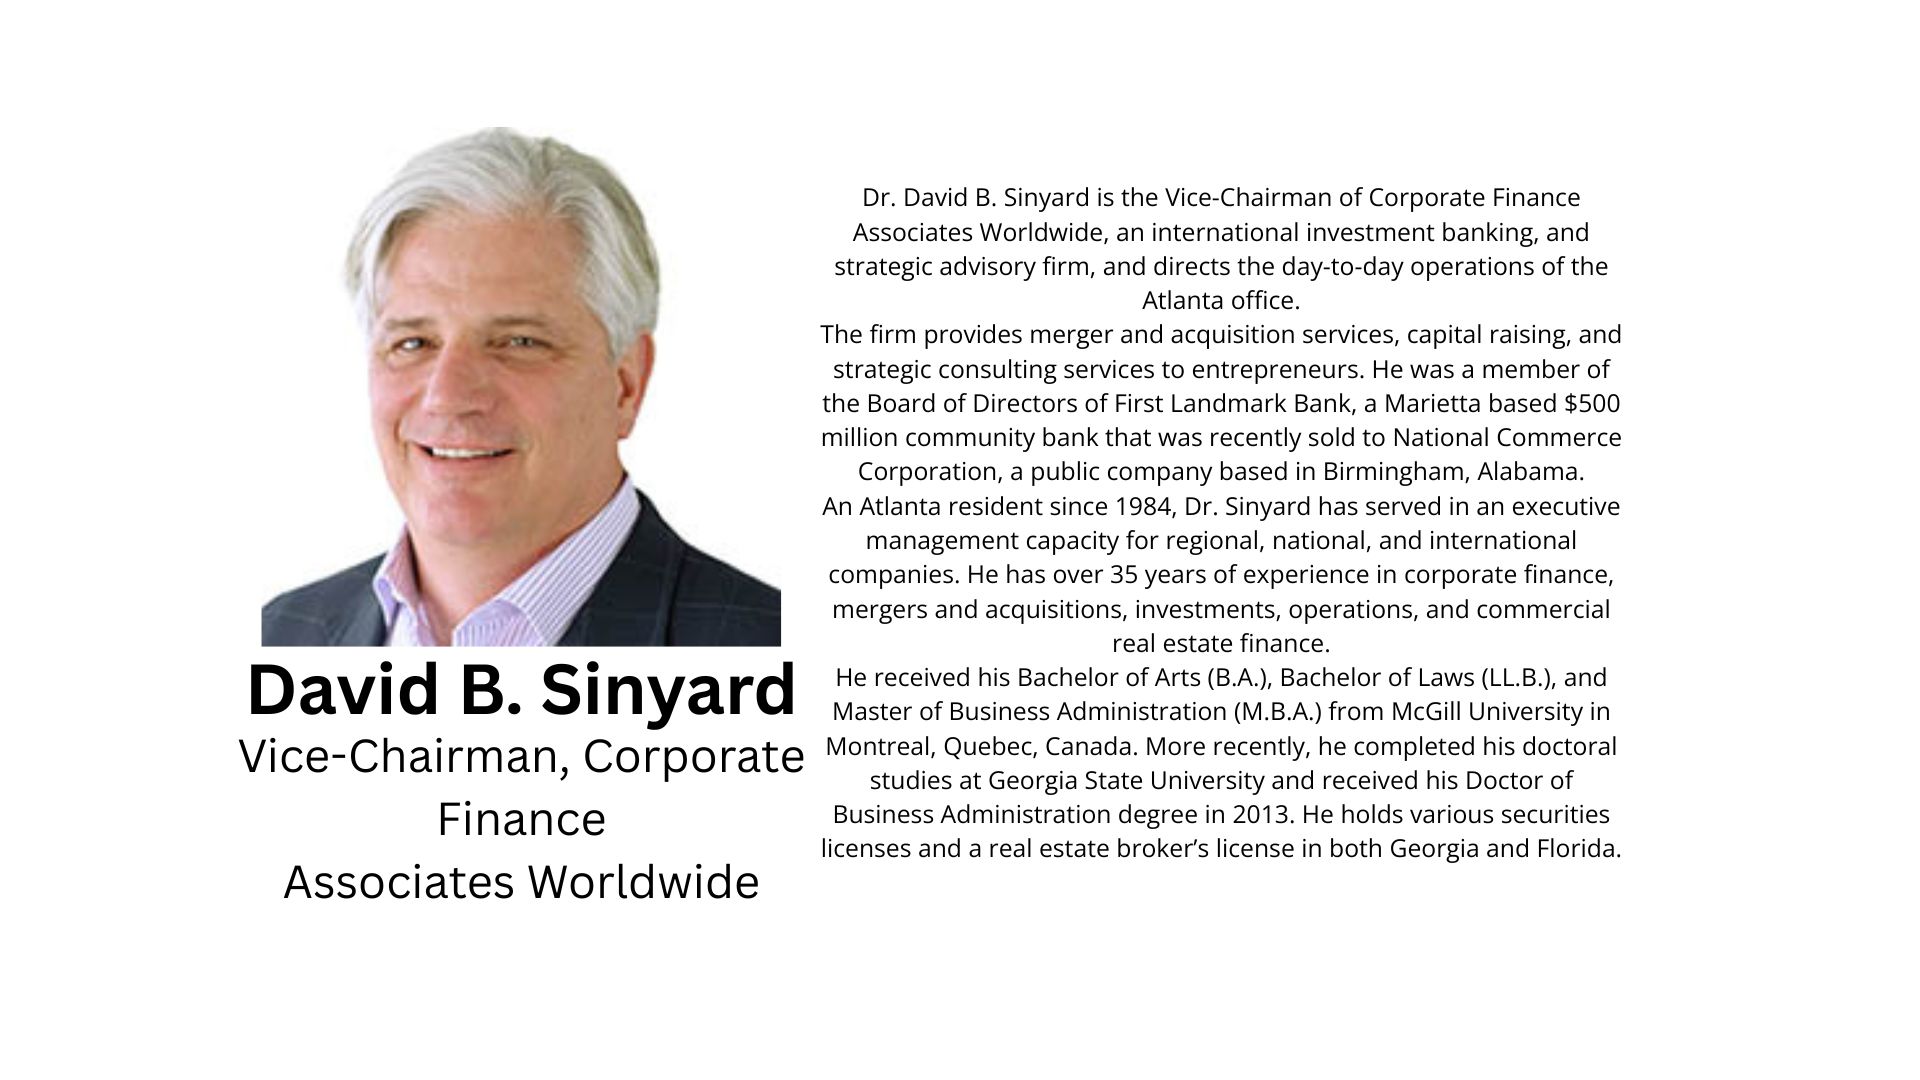 David B. Sinyard
Vice-Chairman, Corporate
Finance
Associates Worldwide
Dr. David B. Sinyard is the Vice-Chairman of Corporate Finance
Associates Worldwide, an international investment banking, and
strategic advisory firm, and directs the day-to-day operations of the
Atlanta office.
The firm provides merger and acquisition services, capital raising, and
strategic consulting services to entrepreneurs. He was a member of
the Board of Directors of First Landmark Bank, a Marietta based $500
million community bank that was recently sold to National Commerce
Corporation, a public company based in Birmingham, Alabama.
An Atlanta resident since 1984, Dr. Sinyard has served in an executive
management capacity for regional, national, and international
companies. He has over 35 years of experience in corporate finance,
mergers and acquisitions, investments, operations, and commercial
real estate finance.
He received his Bachelor of Arts (B.A.), Bachelor of Laws (LL.B.), and
Master of Business Administration (M.B.A.) from McGill University in
Montreal, Quebec, Canada. More recently, he completed his doctoral
studies at Georgia State University and received his Doctor of
Business Administration degree in 2013. He holds various securities
licenses and a real estate broker’s license in both Georgia and Florida.